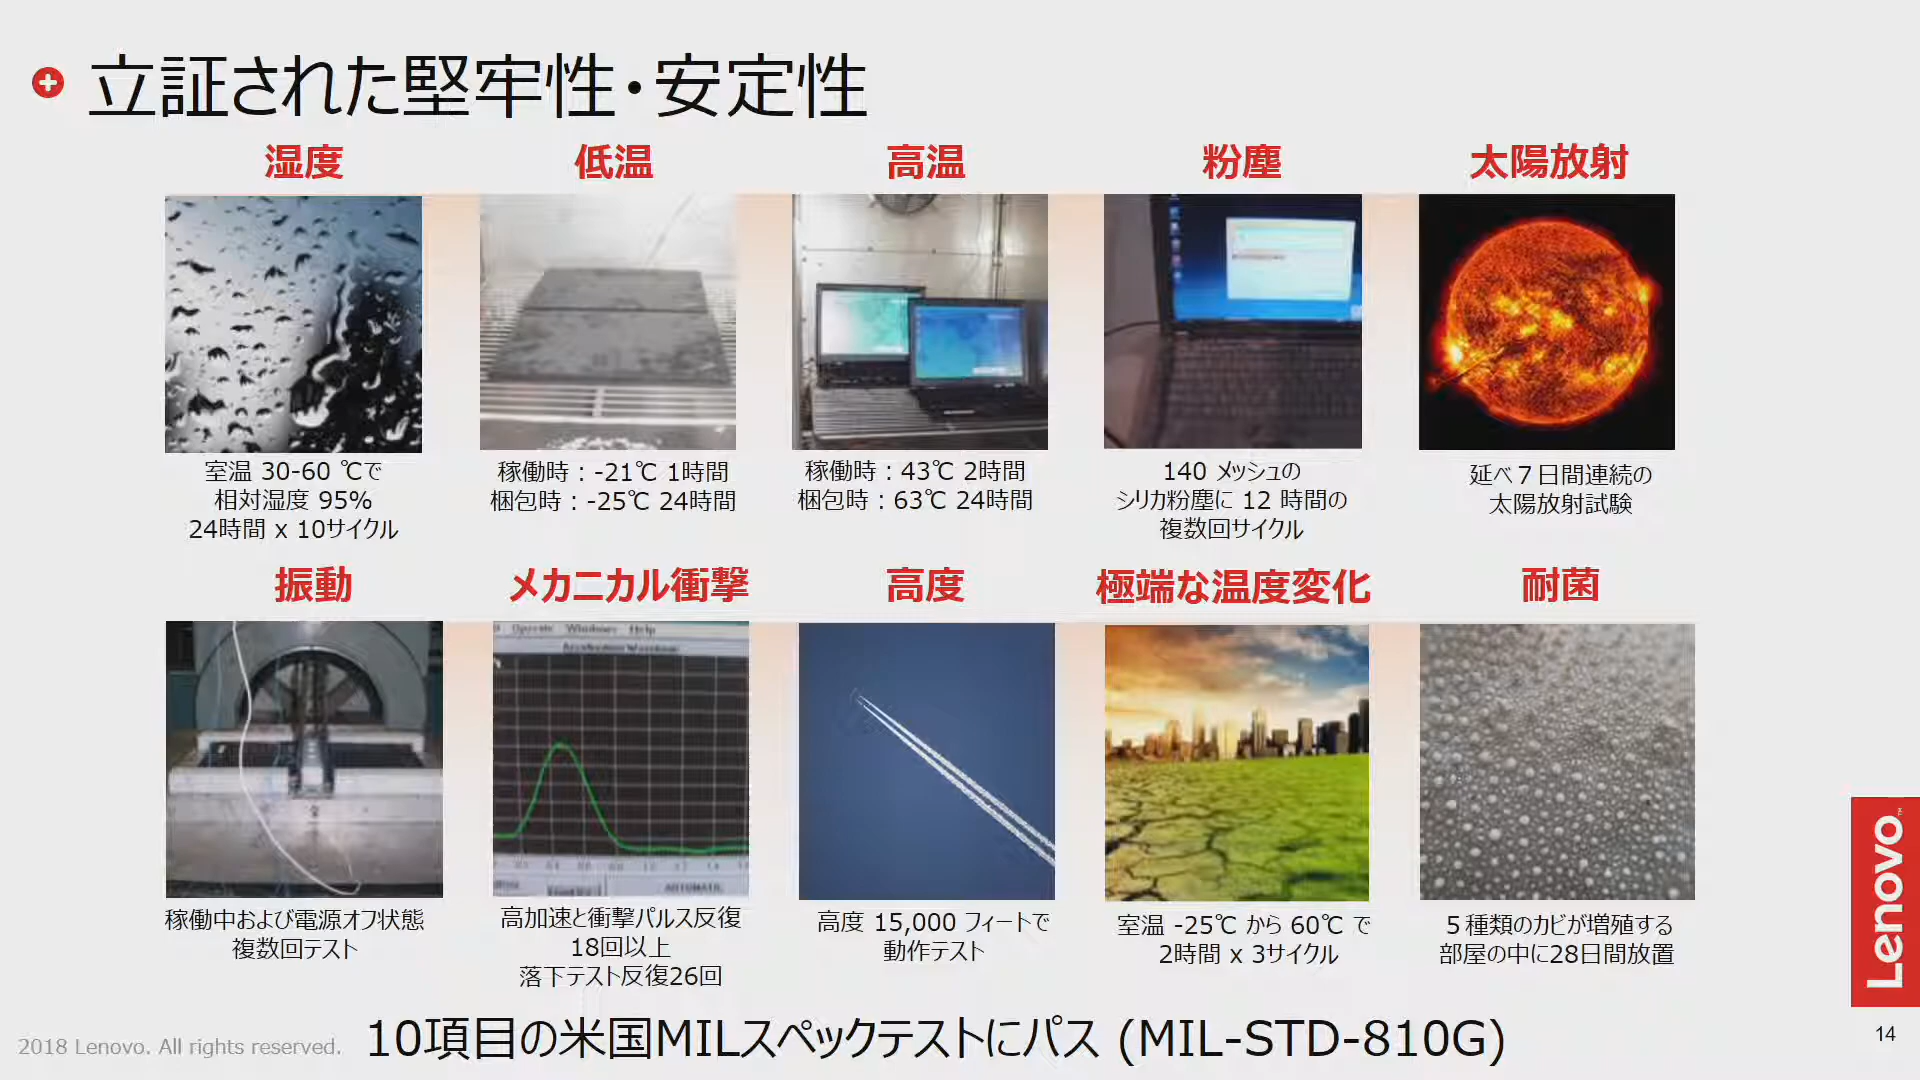 立証された堅牢性・安定性
湿度
低温
高温
粉塵
太陽放射
室温 30-60 ℃で
相対湿度 95%
24時間 x 10サイクル
稼働時：-21℃ 1時間
梱包時：-25℃ 24時間
稼働時：43℃ 2時間
梱包時：63℃ 24時間
140 メッシュの
シリカ粉塵に 12 時間の
複数回サイクル
延べ７日間連続の
太陽放射試験
振動
メカニカル衝撃
高度
極端な温度変化
耐菌
Operate Windows Help
AUTOMATIC
稼働中および電源オフ状態
複数回テスト
高加速と衝撃パルス反復
18回以上
落下テスト反復26回
高度 15,000 フィートで
動作テスト
室温 -25℃ から 60℃ で
2時間 x 3サイクル
５種類のカビが増殖する
部屋の中に28日間放置
Lenovo™
10項目の米国MILスペックテストにパス (MIL-STD-810G)
2018 Lenovo. All rights reserved.
14